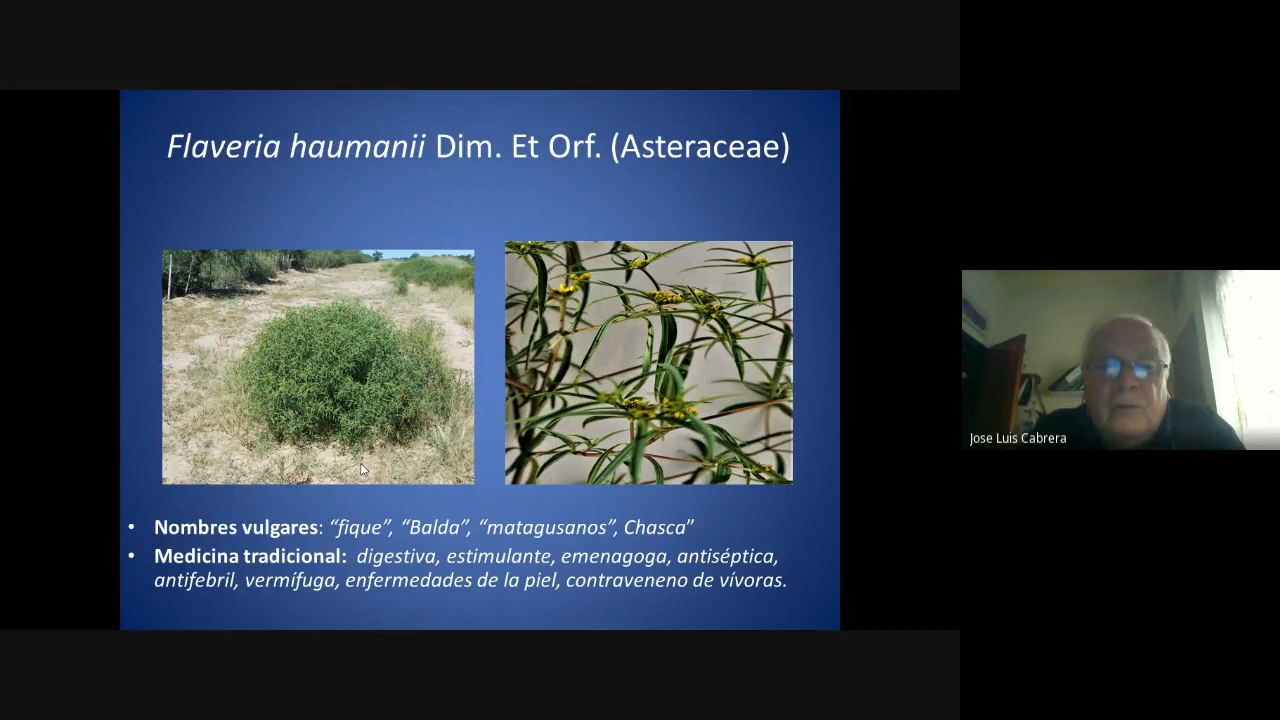 Flaveria haumanii Dim. Et Orf. (Asteraceae)
• Nombres vulgares: “fique”, “Balda”, “matagusanos”, Chasca”
• Medicina tradicional: digestiva, estimulante, emenagoga, antiséptica,
antifebril, vermífuga, enfermedades de la piel, contraveneno de vívoras.
Jose Luis Cabrera